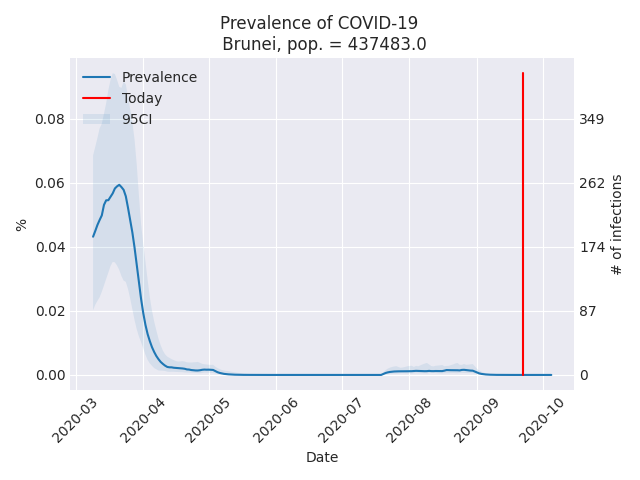 Prevalence of COVID-19
Brunei, pop. = 437483.0
Prevalence
Today
95CI
0.08
0.06
0.04
0.02
0.00
%
349
262
174
87
0
# of infections
2020-03
2020-04
2020-05
2020-06
2020-07
2020-08
2020-09
2020-10
Date